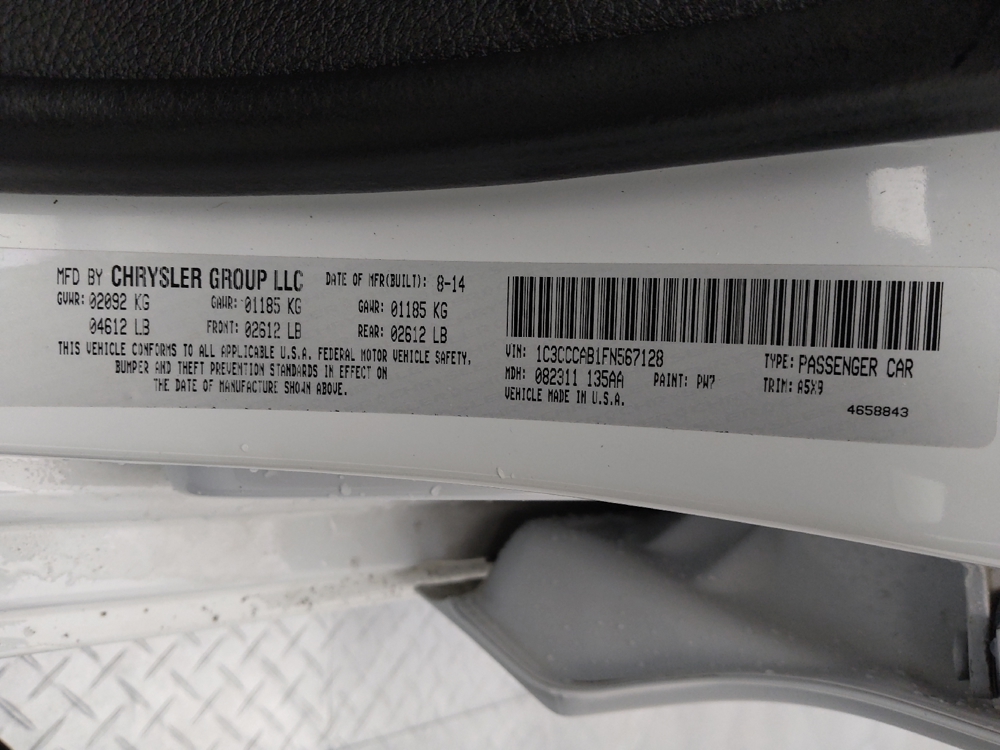 MFD BY CHRYSLER GROUP LLC DATE OF MFR(BUILT): 8-14
GVWR: 02092 KG GAWR: 01185 KG GAWR: 01185 KG
04612 LB FRONT: 02612 LB REAR: 02612 LB
THIS VEHICLE CONFORMS TO ALL APPLICABLE U.S.A. FEDERAL MOTOR VEHICLE SAFETY,
BUMPER AND THEFT PREVENTION STANDARDS IN EFFECT ON
THE DATE OF MANUFACTURE SHOWN ABOVE.
VIN: 1C3CCCAB1FN567128 TYPE: PASSENGER CAR
MDH: 082311 135AA PAINT: PW7 TRIM: A5X9
VEHICLE MADE IN U.S.A.
4658843